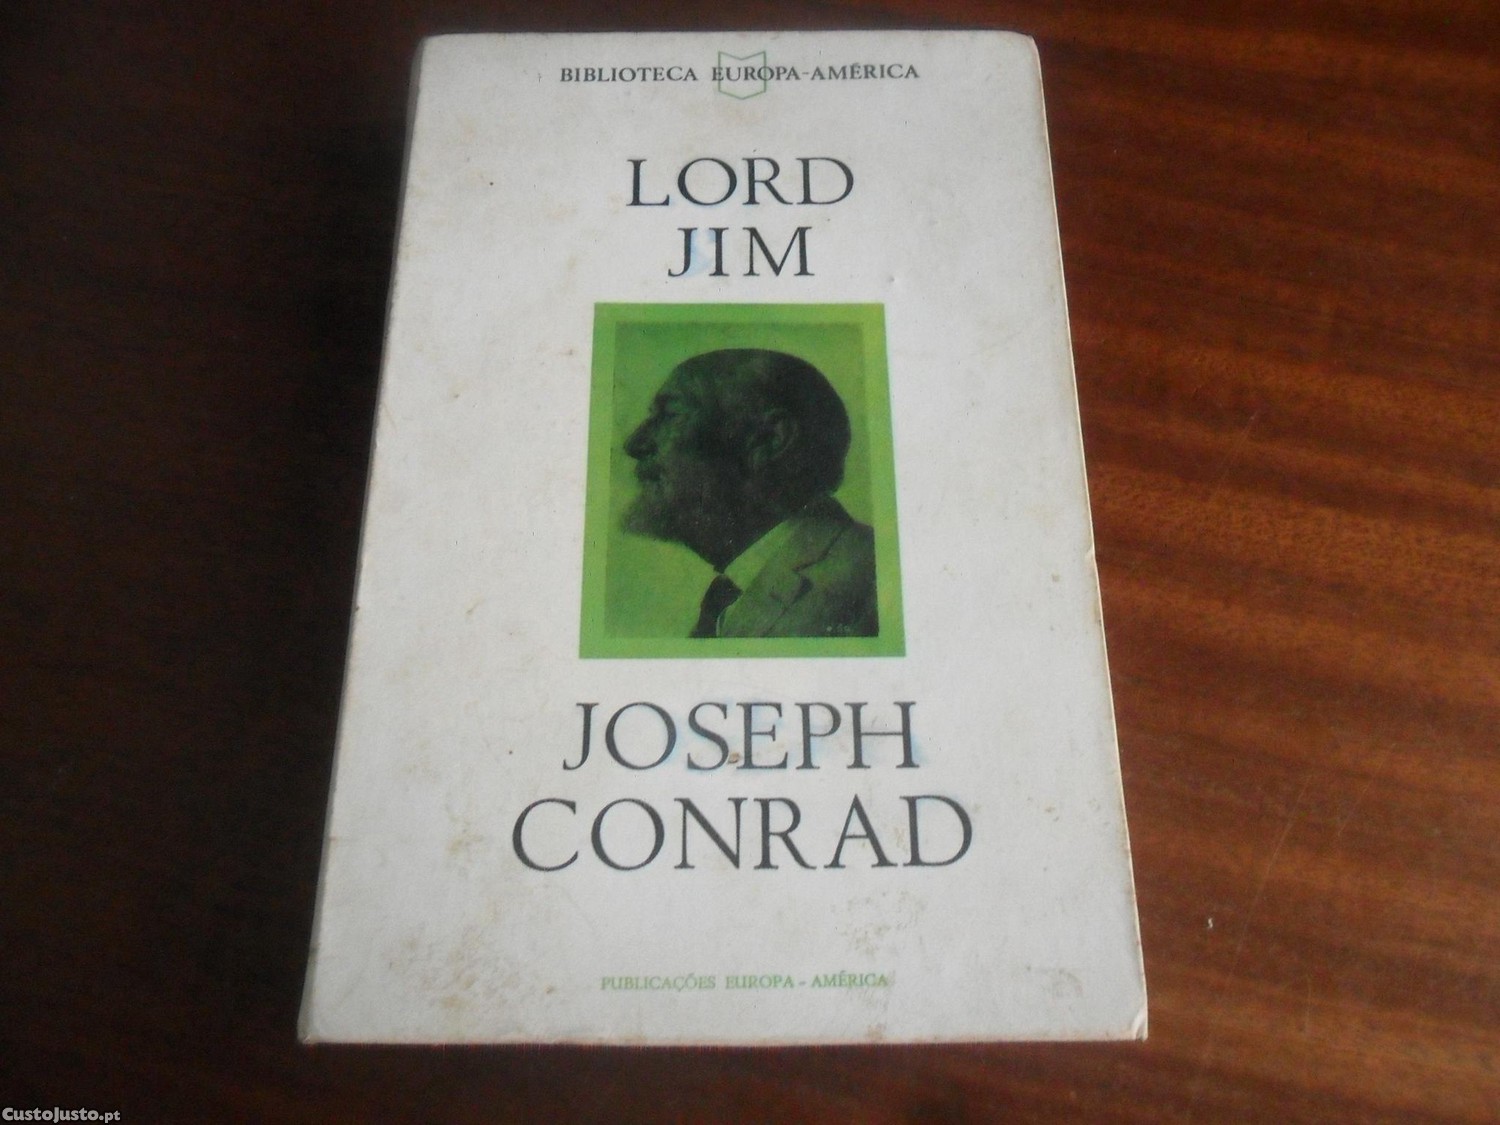 BIBLIOTECA EUROPA-AMÉRICA
LORD
JIM
JOSEPH
CONRAD
PUBLICAÇÕES EUROPA - AMÉRICA
CustoJusto.pt